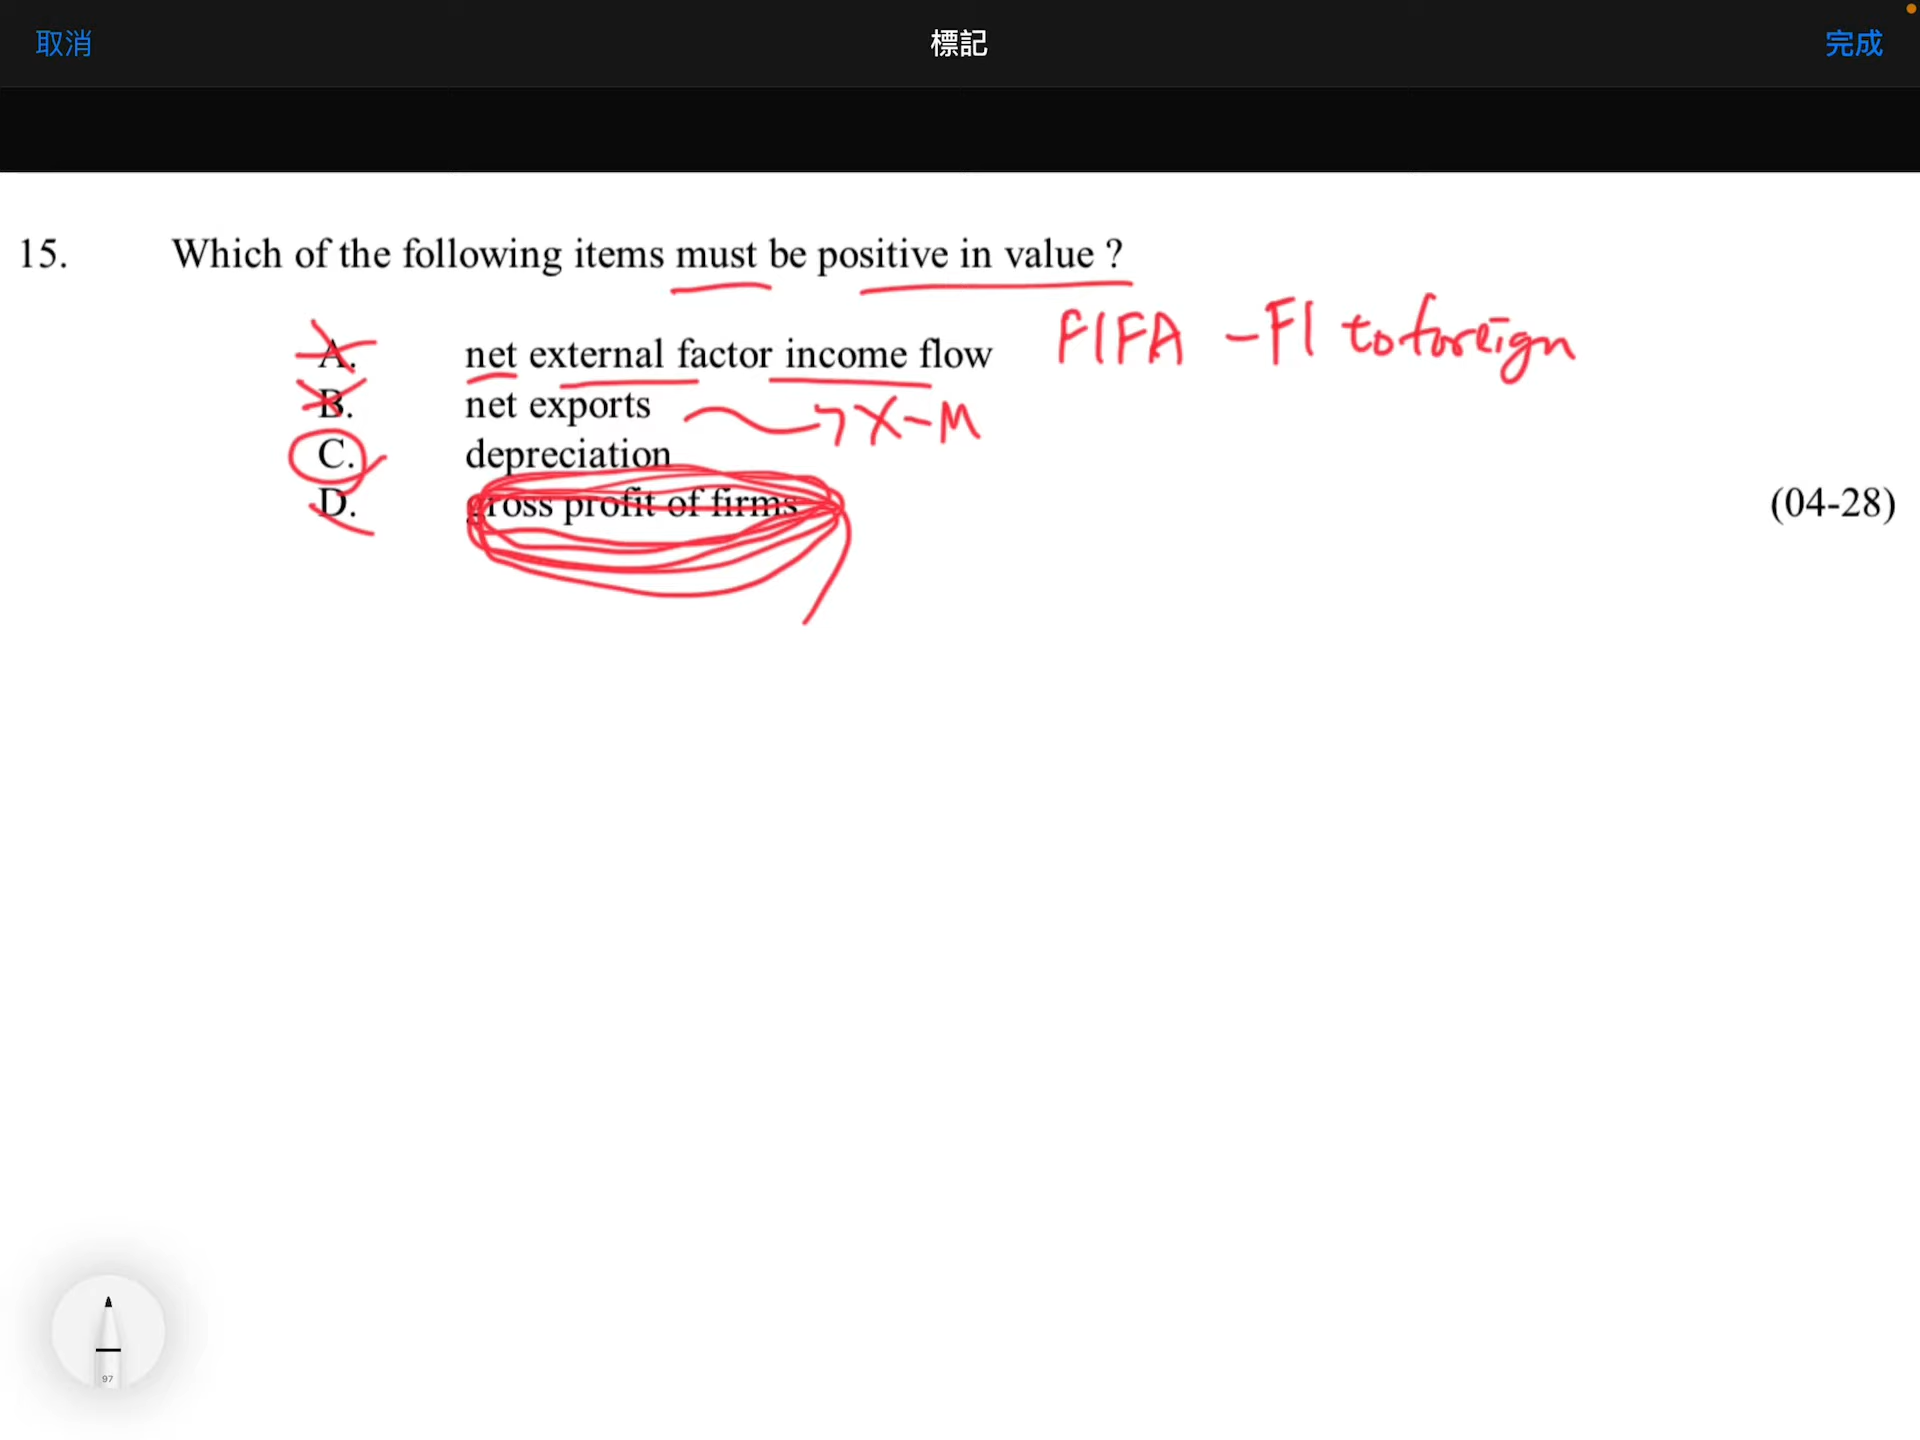 取消 標記 完成
15. Which of the following items must be positive in value ?
A. net external factor income flow FIFA - FI to foreign
B. net exports → X-M
C. depreciation
D. gross profit of firms (04-28)
97